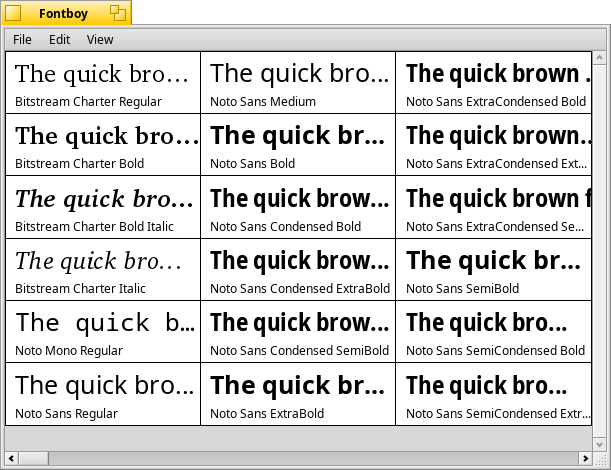 Fontboy
File Edit View
The quick bro... The quick bro... The quick brown .
Bitstream Charter Regular Noto Sans Medium Noto Sans ExtraCondensed Bold
The quick bro... The quick br... The quick brown..
Bitstream Charter Bold Noto Sans Bold Noto Sans ExtraCondensed Ext...
The quick bro... The quick brow... The quick brown f
Bitstream Charter Bold Italic Noto Sans Condensed Bold Noto Sans ExtraCondensed Se...
The quick bro... The quick brow... The quick br...
Bitstream Charter Italic Noto Sans Condensed ExtraBold Noto Sans SemiBold
The quick b... The quick brow... The quick bro...
Noto Mono Regular Noto Sans Condensed SemiBold Noto Sans SemiCondensed Bold
The quick bro... The quick br... The quick bro...
Noto Sans Regular Noto Sans ExtraBold Noto Sans SemiCondensed Extr...